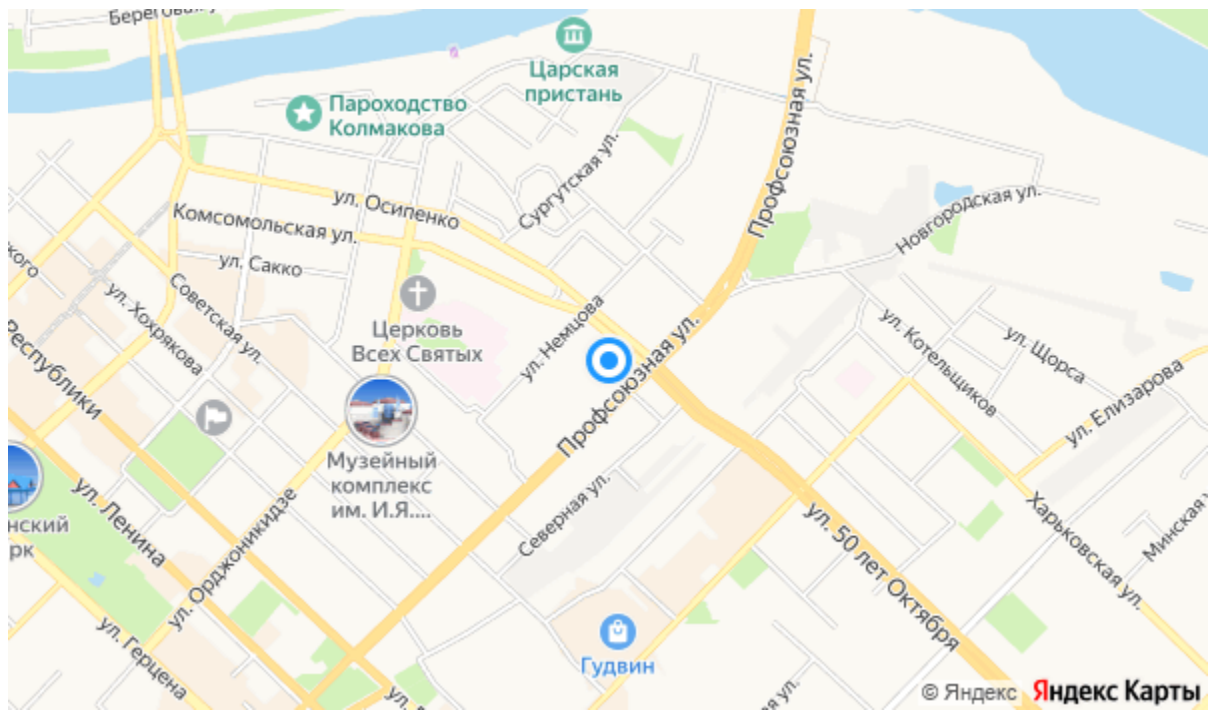 Береговая у
Царская
пристань
Пароходство
Колмакова
Профсоюзная ул.
Сургутская ул.
ул. Осипенко
Комсомольская ул.
Новгородская ул.
ул. Сакко
ского
Советская ул.
ул. Хохрякова
Церковь
Всех Святых
ул. Немцова
Профсоюзная ул.
ул. Котельщиков
ул. Щорса
ул. Елизарова
Республики
Музейный
комплекс
им. И.Я....
ул. Ленина
нский
рк
ул. Орджоникидзе
Северная ул.
ул. 50 лет Октября
Харьковская ул.
Минская у
ул. Герцена
Гудвин
ул.
ая ул.
© Яндекс Яндекс Карты